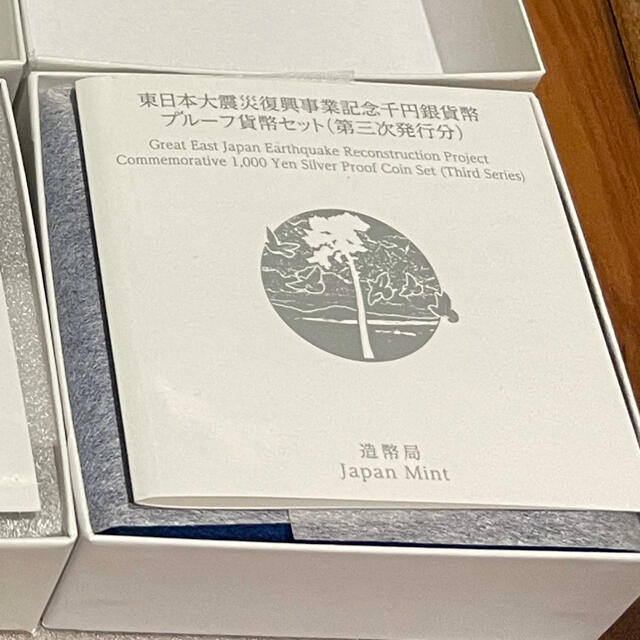 東日本大震災復興事業記念千円銀貨幣
プルーフ貨幣セット(第三次発行分)
Great East Japan Earthquake Reconstruction Project
Commemorative 1,000 Yen Silver Proof Coin Set (Third Series)
造幣局
Japan Mint